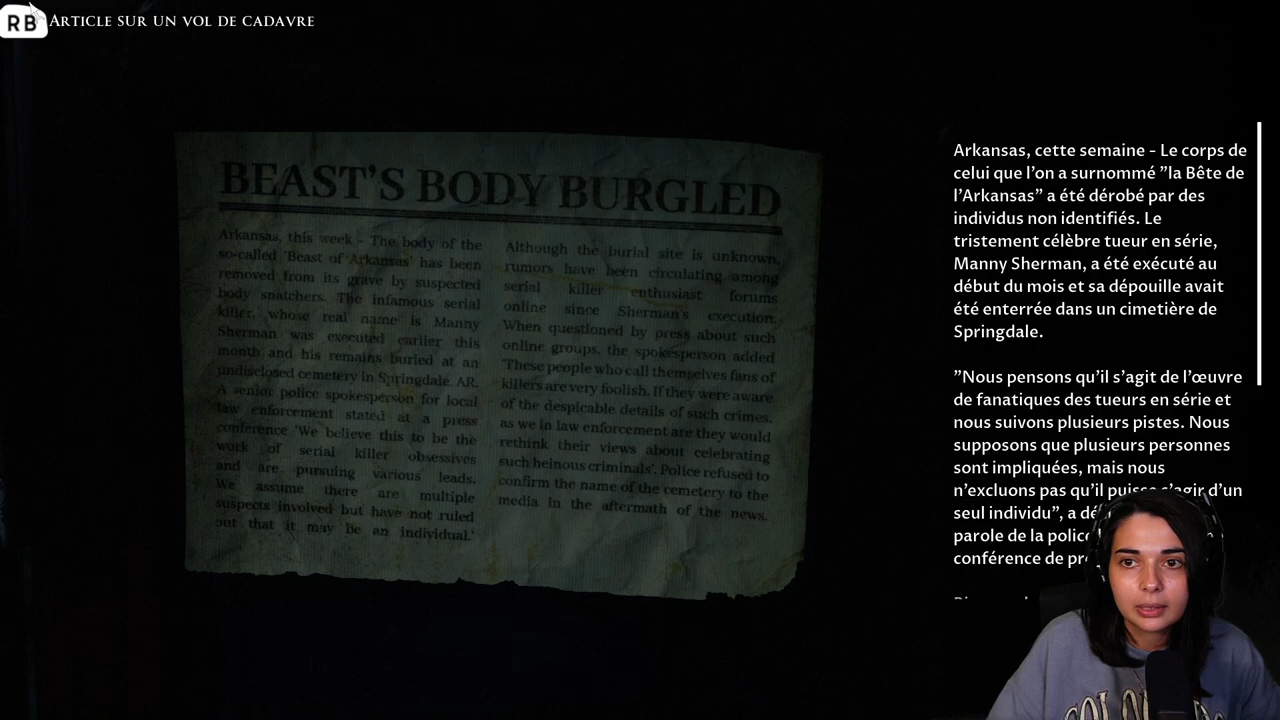 RB ARTICLE SUR UN VOL DE CADAVRE
BEAST'S BODY BURGLED
Arkansas, this week - The body of the
so-called 'Beast of Arkansas' has been
removed from its grave by suspected
body snatchers. The infamous serial
killer, whose real name is Manny
Sherman was executed earlier this
month and his remains buried at an
undisclosed cemetery in Springdale, AR.
A senior police spokesperson for local
law enforcement stated at a press
conference 'We believe this to be the
work of serial killer obsessives
and are pursuing various leads.
We assume there are multiple
suspects involved but have not ruled
out that it may be an individual.'
Although the burial site is unknown,
rumors have been circulating among
serial killer enthusiast forums
online since Sherman's execution.
When questioned by press about such
online groups, the spokesperson added
'These people who call themselves fans of
killers are very foolish. If they were aware
of the despicable details of such crimes,
as we in law enforcement are they would
rethink their views about celebrating
such heinous criminals'. Police refused to
confirm the name of the cemetery to the
media in the aftermath of the news.
Arkansas, cette semaine - Le corps de
celui que l'on a surnommé "la Bête de
l'Arkansas" a été dérobé par des
individus non identifiés. Le
tristement célèbre tueur en série,
Manny Sherman, a été exécuté au
début du mois et sa dépouille avait
été enterrée dans un cimetière de
Springdale.
"Nous pensons qu'il s'agit de l'œuvre
de fanatiques des tueurs en série et
nous suivons plusieurs pistes. Nous
supposons que plusieurs personnes
sont impliquées, mais nous
n'excluons pas qu'il puisse s'agir d'un
seul individu", a
parole de la police
conférence de